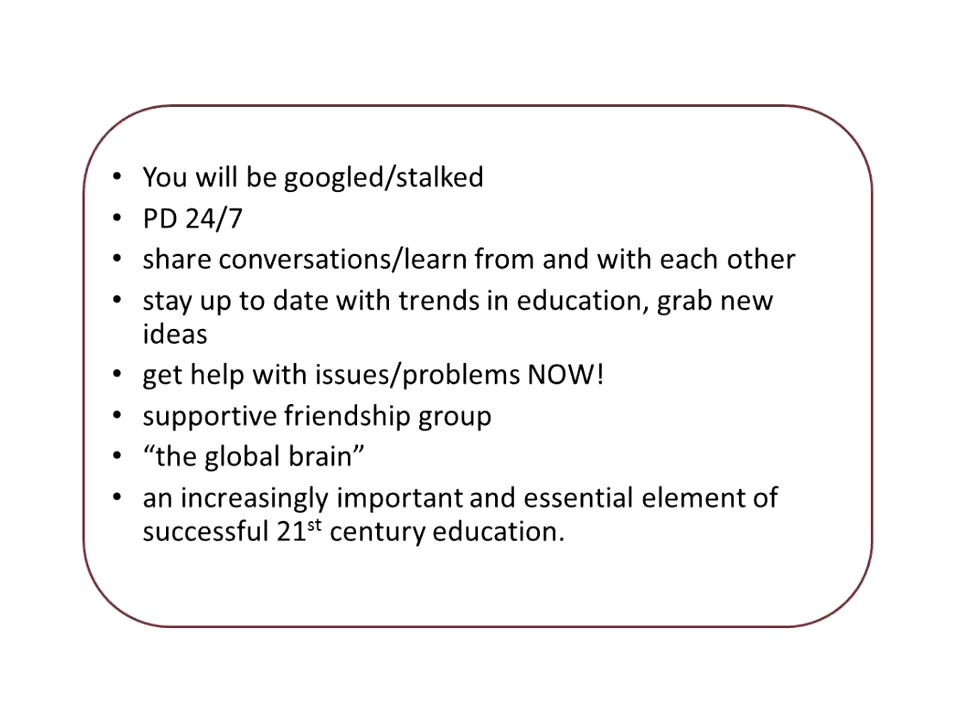 • You will be googled/stalked
• PD 24/7
• share conversations/learn from and with each other
• stay up to date with trends in education, grab new
ideas
• get help with issues/problems NOW!
• supportive friendship group
• “the global brain”
• an increasingly important and essential element of
successful 21st century education.